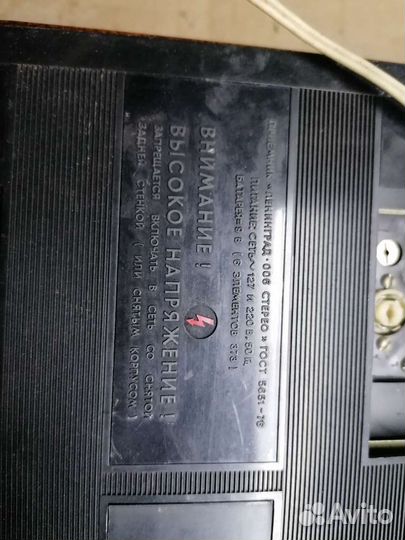 ПРИЕМНИК «ЛЕНИНГРАД-006 СТЕРЕО» ГОСТ 5651-76
ПИТАНИЕ: СЕТЬ~127 И 220 В, 50 Гц
БАТАРЕЯ= 9 В (6 ЭЛЕМЕНТОВ 373)
ВНИМАНИЕ!
ВЫСОКОЕ НАПРЯЖЕНИЕ!
ЗАПРЕЩАЕТСЯ ВКЛЮЧАТЬ В СЕТЬ СО СНЯТОЙ
ЗАДНЕЙ СТЕНКОЙ (ИЛИ СНЯТЫМ КОРПУСОМ)
Avito